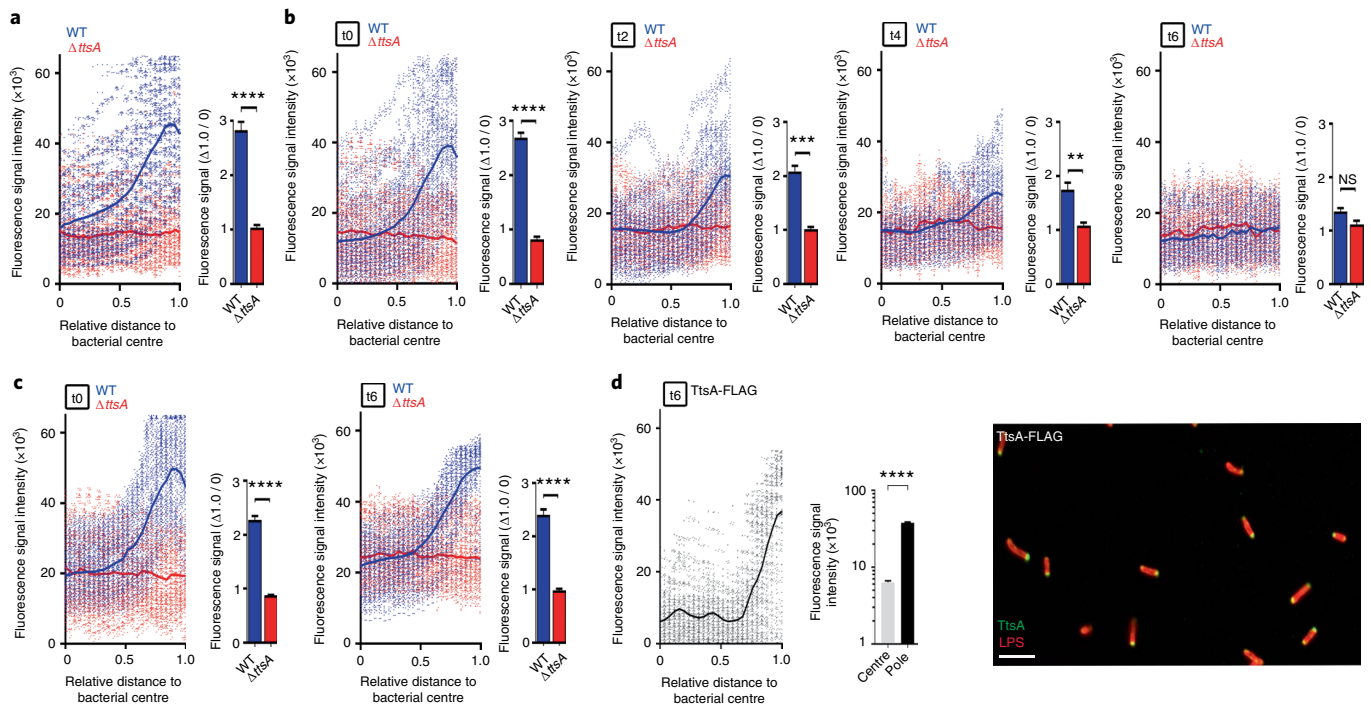 a
WT
ΔttsA
Fluorescence signal intensity (×10³)
60
40
20
0
0
0.5
1.0
Relative distance to
bacterial centre
Fluorescence signal (Δ1.0 / 0)
3
2
1
0
****
WT
ΔttsA
b
t0
WT
ΔttsA
Fluorescence signal intensity (×10³)
60
40
20
0
0
0.5
1.0
Relative distance to
bacterial centre
Fluorescence signal (Δ1.0 / 0)
3
2
1
0
****
WT
ΔttsA
t2
WT
ΔttsA
Fluorescence signal intensity (×10³)
60
40
20
0
0
0.5
1.0
Relative distance to
bacterial centre
Fluorescence signal (Δ1.0 / 0)
3
2
1
0
***
WT
ΔttsA
t4
WT
ΔttsA
Fluorescence signal intensity (×10³)
60
40
20
0
0
0.5
1.0
Relative distance to
bacterial centre
Fluorescence signal (Δ1.0 / 0)
3
2
1
0
**
WT
ΔttsA
t6
WT
ΔttsA
Fluorescence signal intensity (×10³)
60
40
20
0
0
0.5
1.0
Relative distance to
bacterial centre
Fluorescence signal (Δ1.0 / 0)
3
2
1
0
NS
WT
ΔttsA
c
t0
WT
ΔttsA
Fluorescence signal intensity (×10³)
60
40
20
0
0
0.5
1.0
Relative distance to
bacterial centre
Fluorescence signal (Δ1.0 / 0)
3
2
1
0
****
WT
ΔttsA
t6
WT
ΔttsA
Fluorescence signal intensity (×10³)
60
40
20
0
0
0.5
1.0
Relative distance to
bacterial centre
Fluorescence signal (Δ1.0 / 0)
3
2
1
0
****
WT
ΔttsA
d
t6
TtsA-FLAG
Fluorescence signal intensity (×10³)
60
40
20
0
0
0.5
1.0
Relative distance to
bacterial centre
Fluorescence signal
intensity (×10³)
100
10
1
****
Centre
Pole
TtsA-FLAG
TtsA
LPS